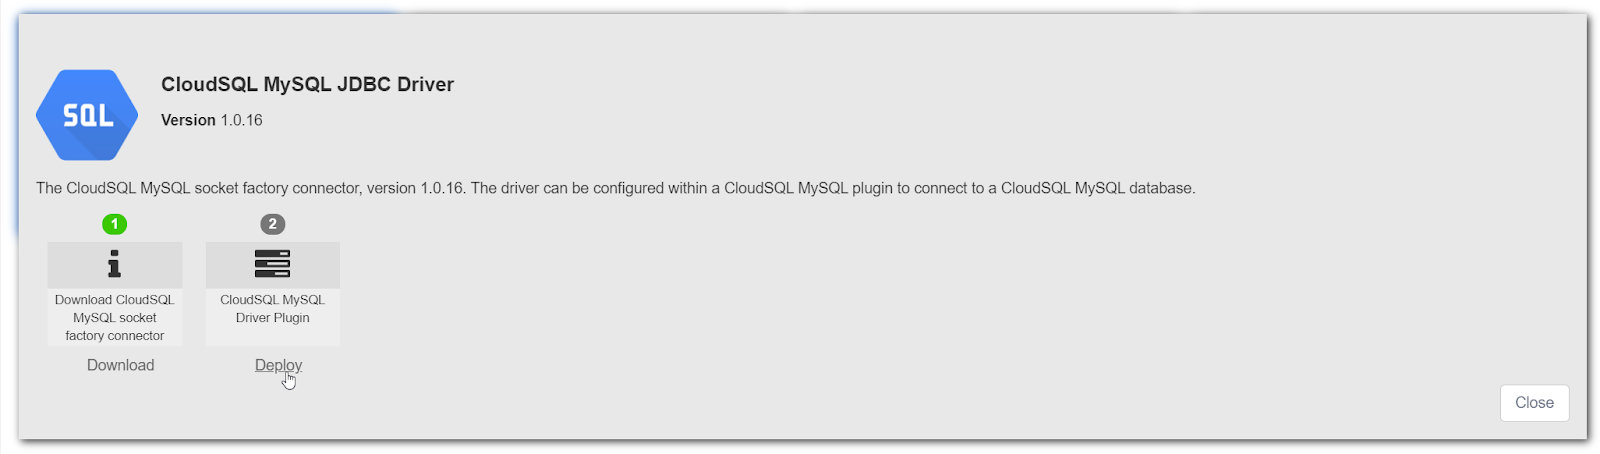 SQL
CloudSQL MySQL JDBC Driver
Version 1.0.16
The CloudSQL MySQL socket factory connector, version 1.0.16. The driver can be configured within a CloudSQL MySQL plugin to connect to a CloudSQL MySQL database.
1
Download CloudSQL
MySQL socket
factory connector
Download
2
CloudSQL MySQL
Driver Plugin
Deploy
Close